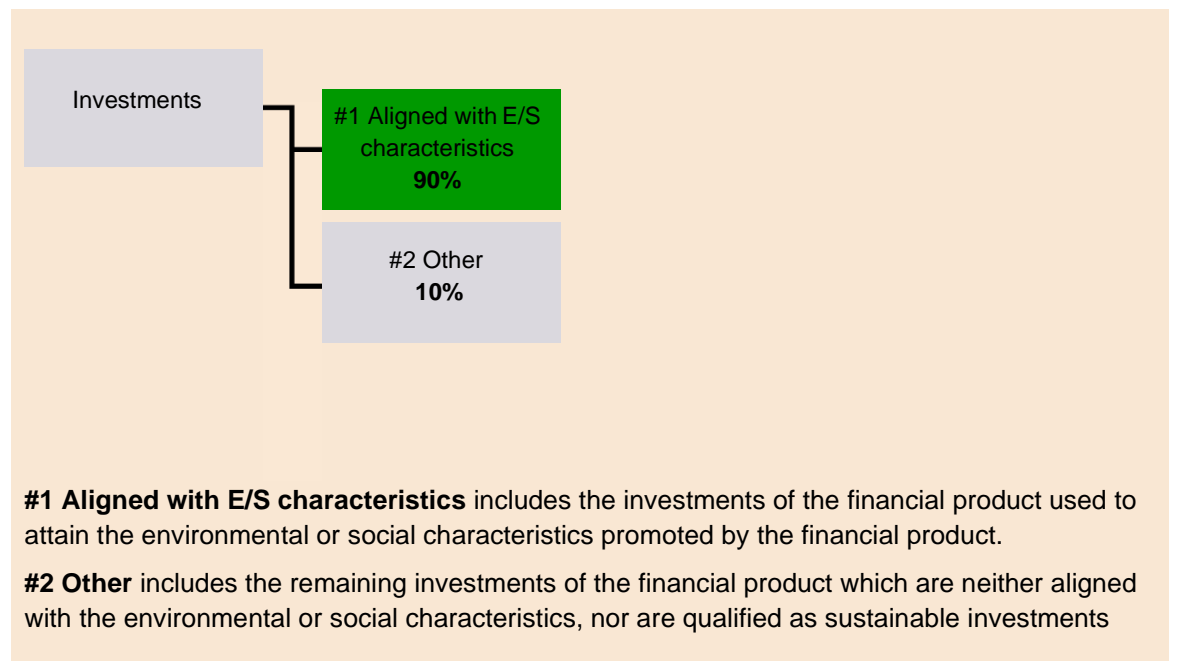 Investments
#1 Aligned with E/S
characteristics
90%
#2 Other
10%
#1 Aligned with E/S characteristics includes the investments of the financial product used to
attain the environmental or social characteristics promoted by the financial product.
#2 Other includes the remaining investments of the financial product which are neither aligned
with the environmental or social characteristics, nor are qualified as sustainable investments